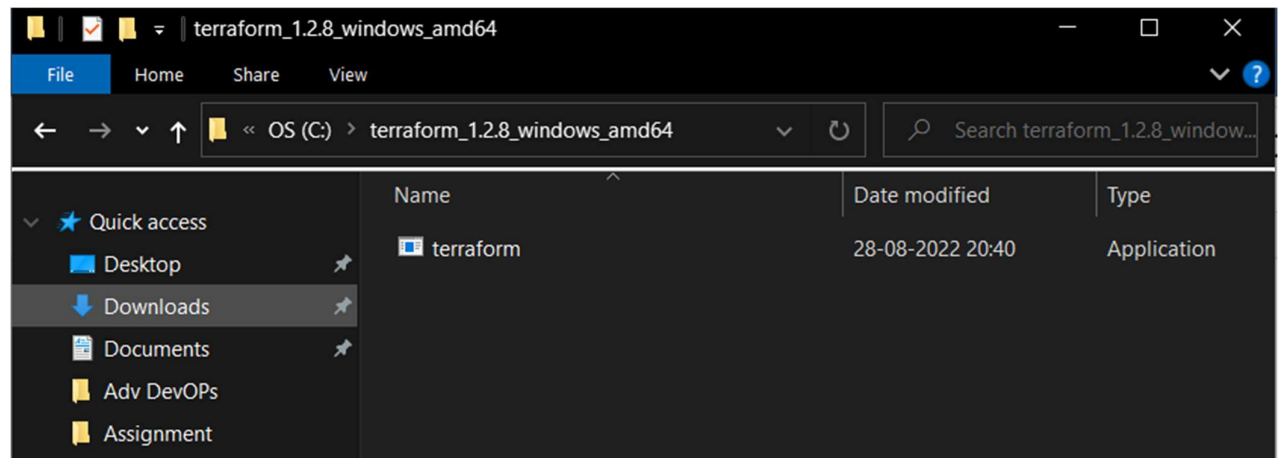 terraform_1.2.8_windows_amd64
File Home Share View
« OS (C:) > terraform_1.2.8_windows_amd64 Search terraform_1.2.8_window...
Name Date modified Type
Quick access
terraform 28-08-2022 20:40 Application
Desktop
Downloads
Documents
Adv DevOPs
Assignment